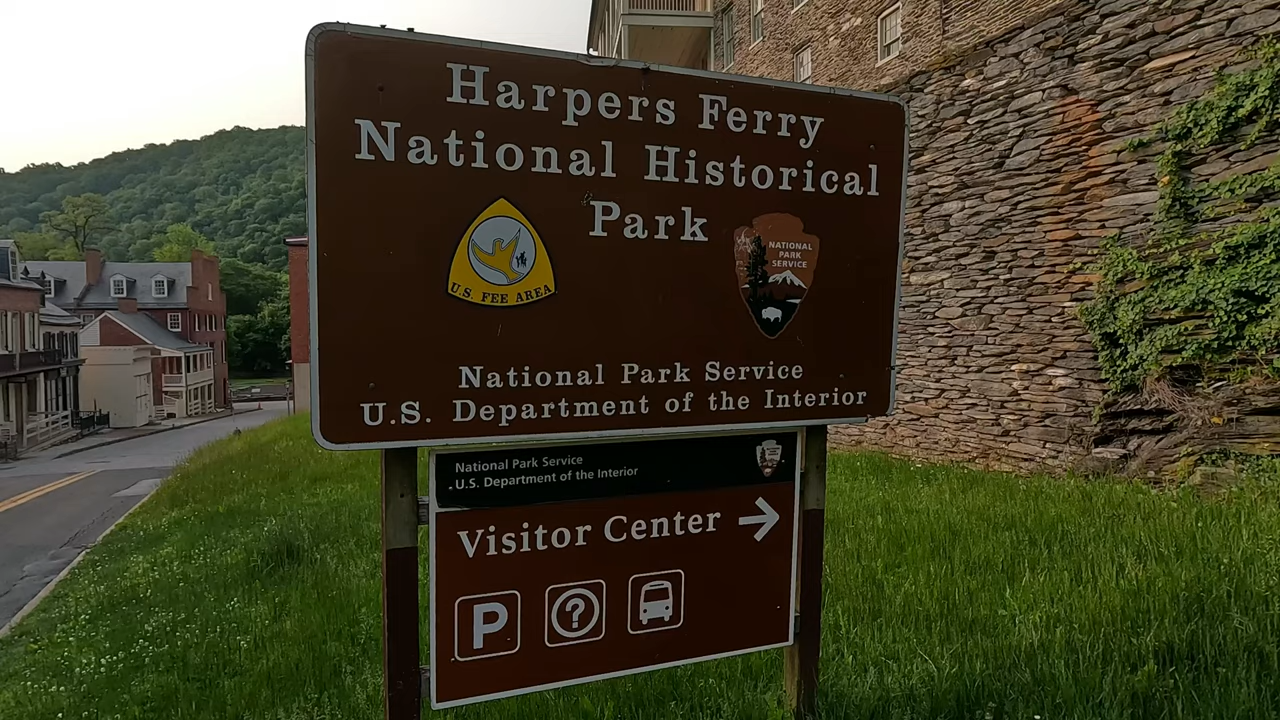 Harpers Ferry
National Historical
Park
U.S. FEE AREA
NATIONAL
PARK
SERVICE
National Park Service
U.S. Department of the Interior
National Park Service
U.S. Department of the Interior
Visitor Center
P ?